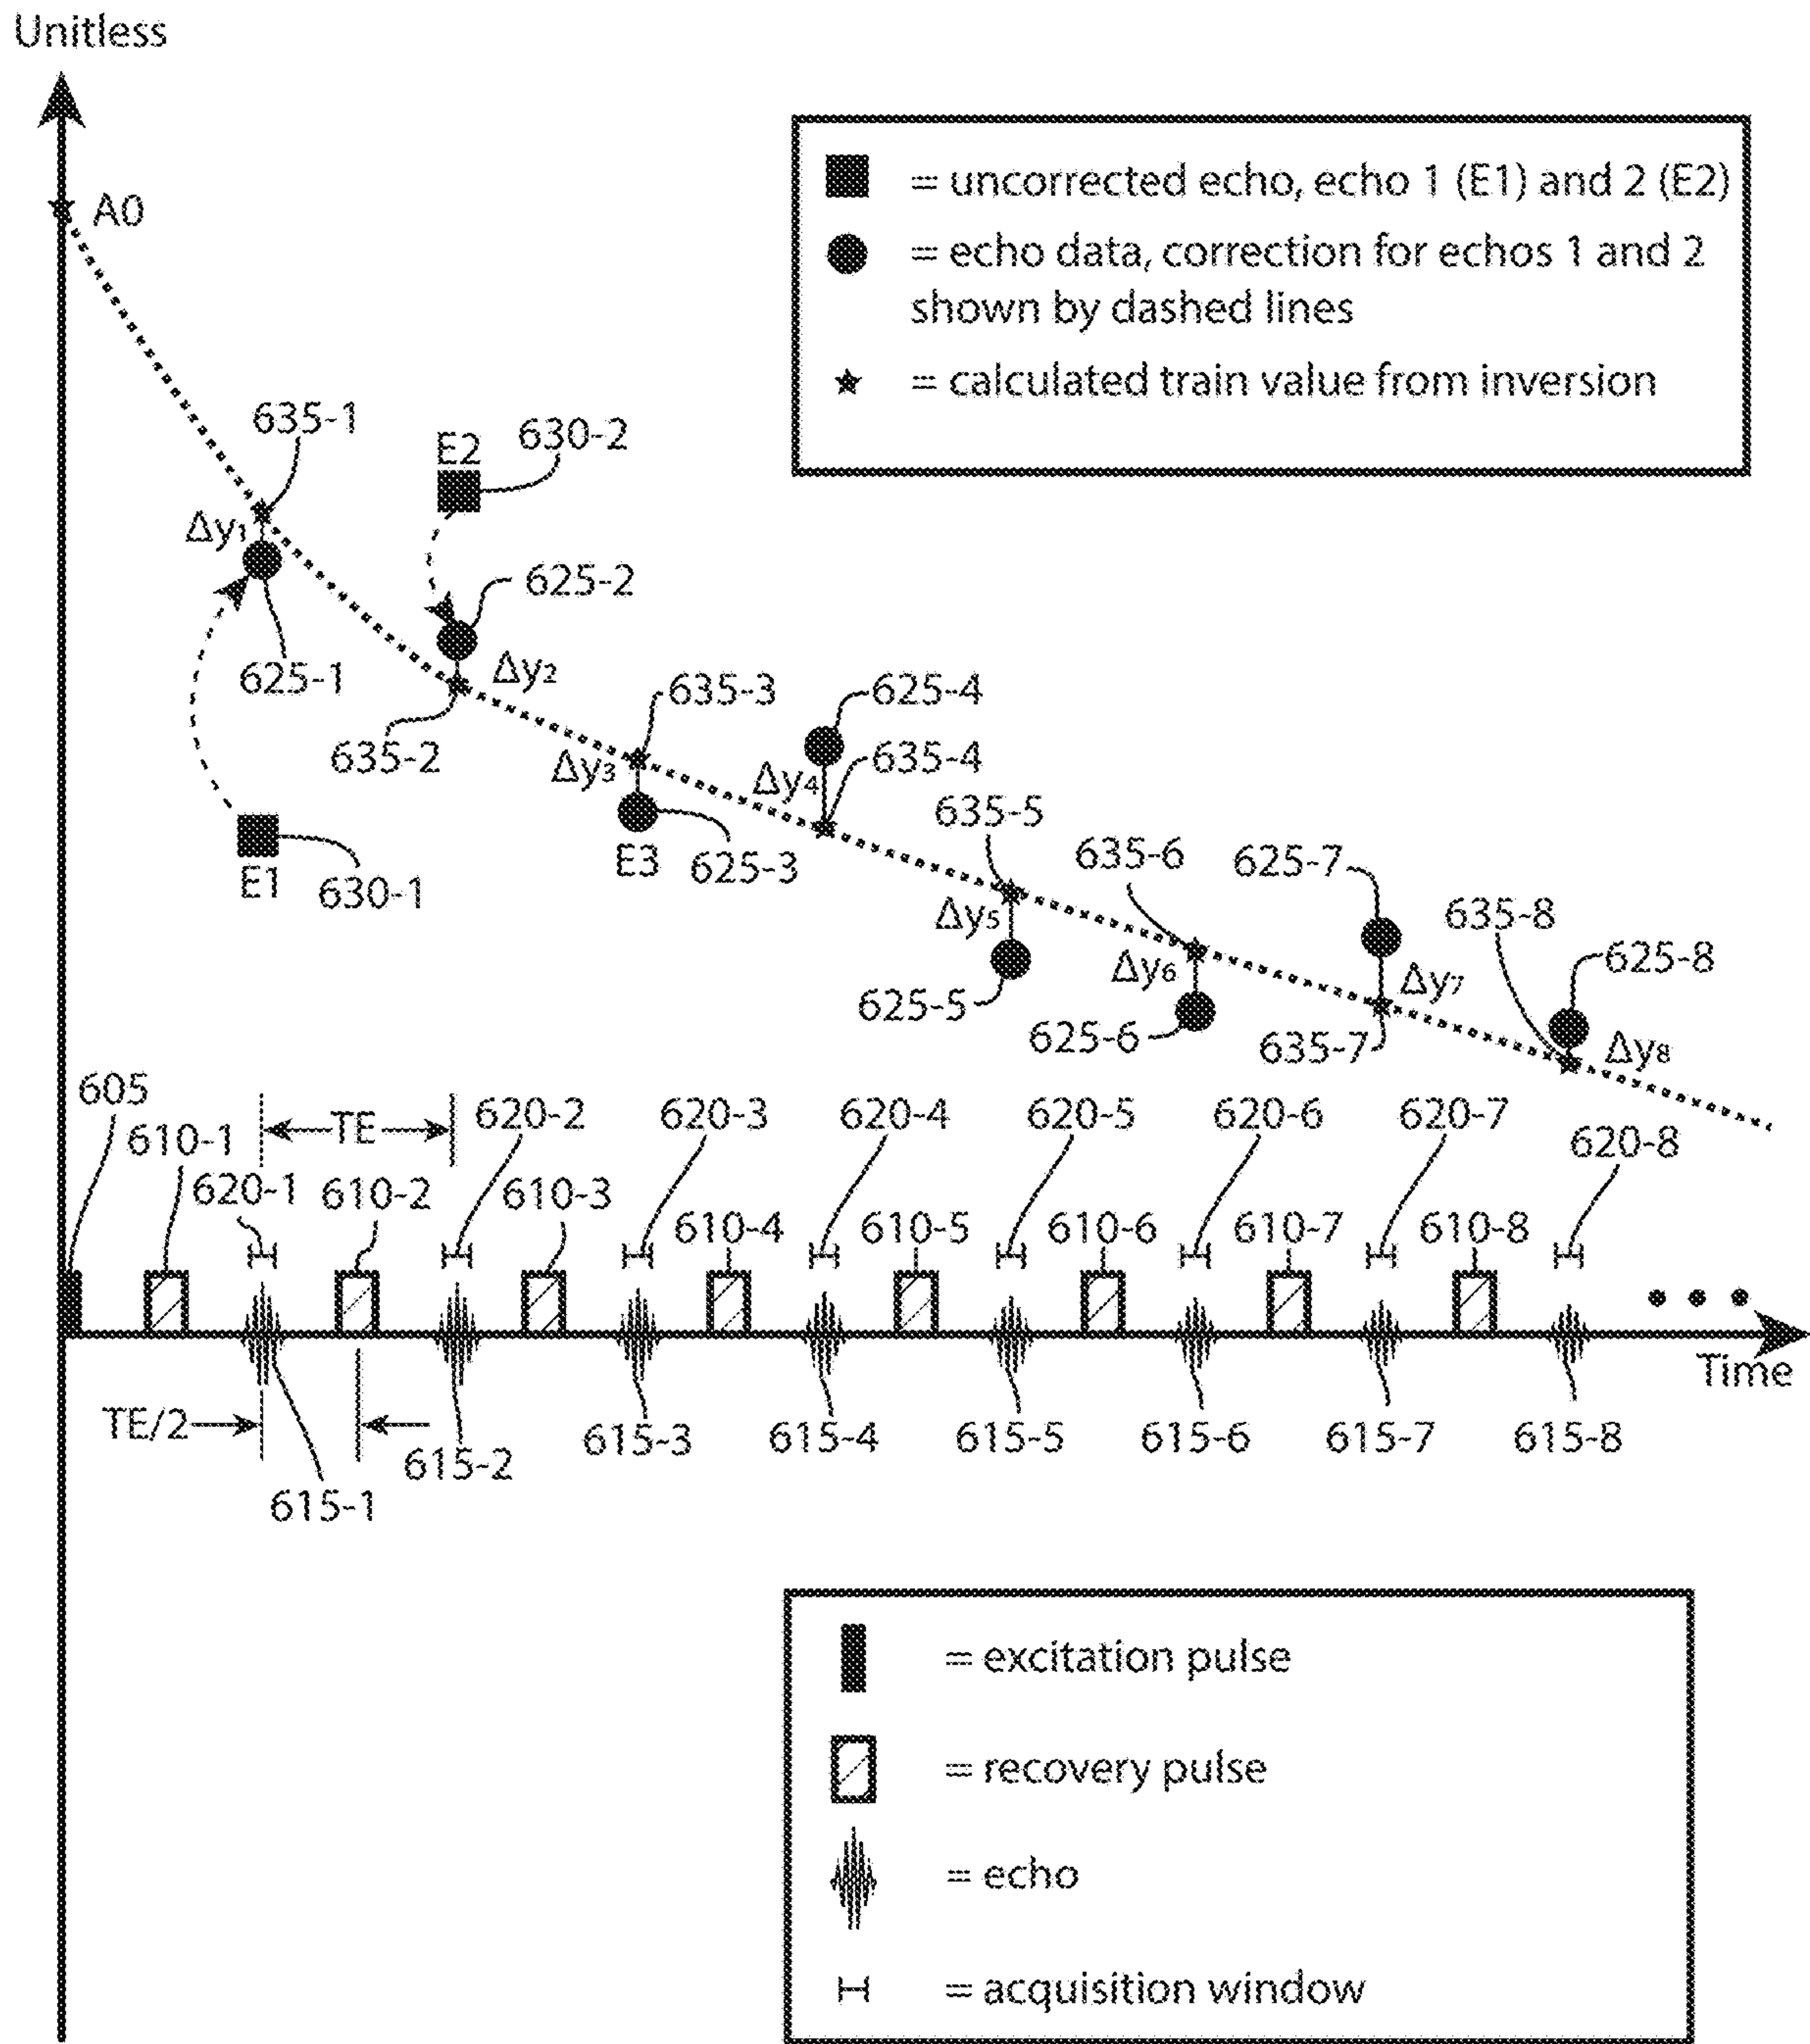 Unitless
= uncorrected echo, echo 1 (E1) and 2 (E2)
A0
= echo data, correction for echos 1 and 2
shown by dashed lines
= calculated train value from inversion
635-1
E2
630-2
Δy1
625-2
625-1
Δy2
635-3
625-4
635-2
Δy3
Δy4
635-4
635-5
E1
630-1
E3
625-3
635-6
625-7
Δy5
635-8
625-5
Δy6
Δy7
625-8
625-6
635-7
Δy8
605
610-1
TE
620-2
620-3
620-4
620-5
620-6
620-7
620-8
620-1
610-2
610-3
610-4
610-5
610-6
610-7
610-8
Time
TE/2
615-1
615-2
615-3
615-4
615-5
615-6
615-7
615-8
= excitation pulse
= recovery pulse
= echo
= acquisition window